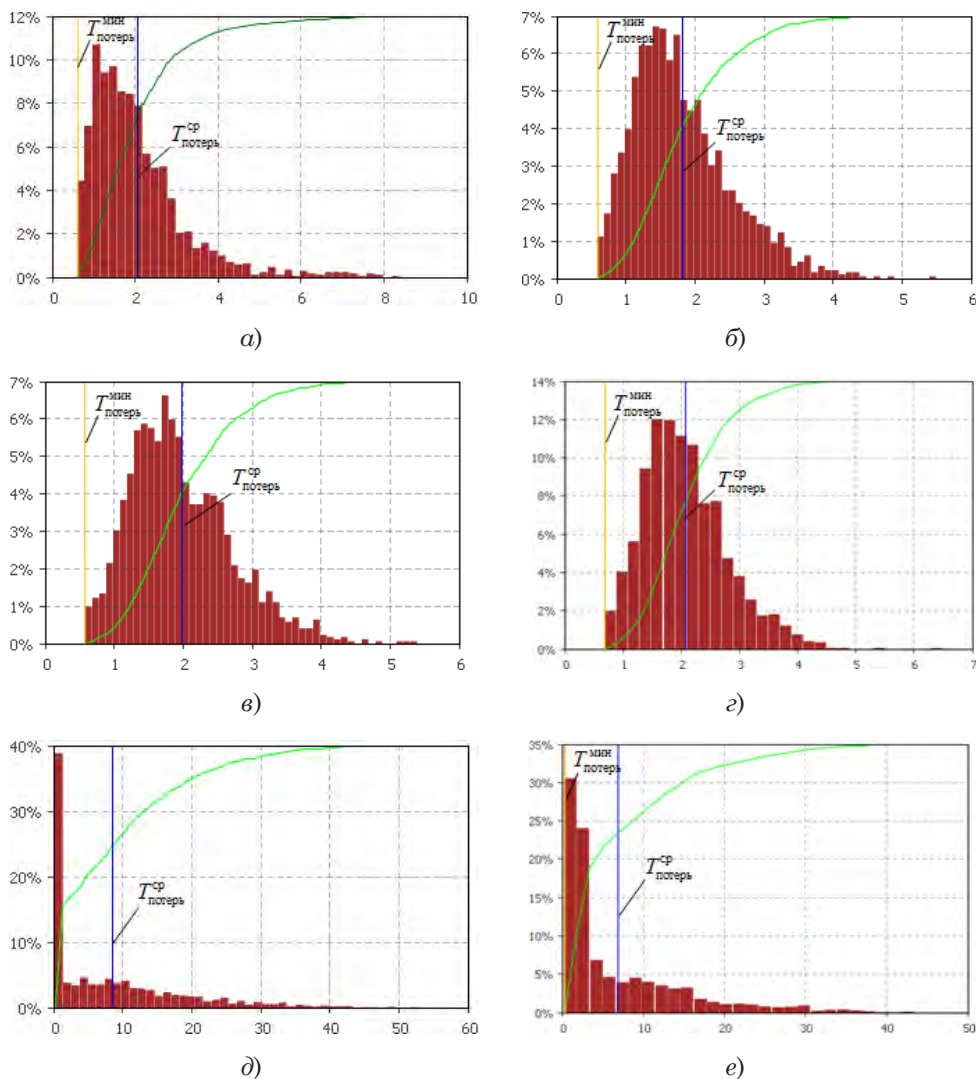 12%
10%
8%
6%
4%
2%
0%
T мин потерь
T ср потерь
0 2 4 6 8 10
а)
7%
6%
5%
4%
3%
2%
1%
0%
T мин потерь
T ср потерь
0 1 2 3 4 5 6
б)
7%
6%
5%
4%
3%
2%
1%
0%
T мин потерь
T ср потерь
0 1 2 3 4 5 6
в)
14%
12%
10%
8%
6%
4%
2%
0%
T мин потерь
T ср потерь
0 1 2 3 4 5 6 7
г)
40%
30%
20%
10%
0%
T ср потерь
0 10 20 30 40 50 60
д)
35%
30%
25%
20%
15%
10%
5%
0%
T мин потерь
T ср потерь
0 10 20 30 40 50
е)